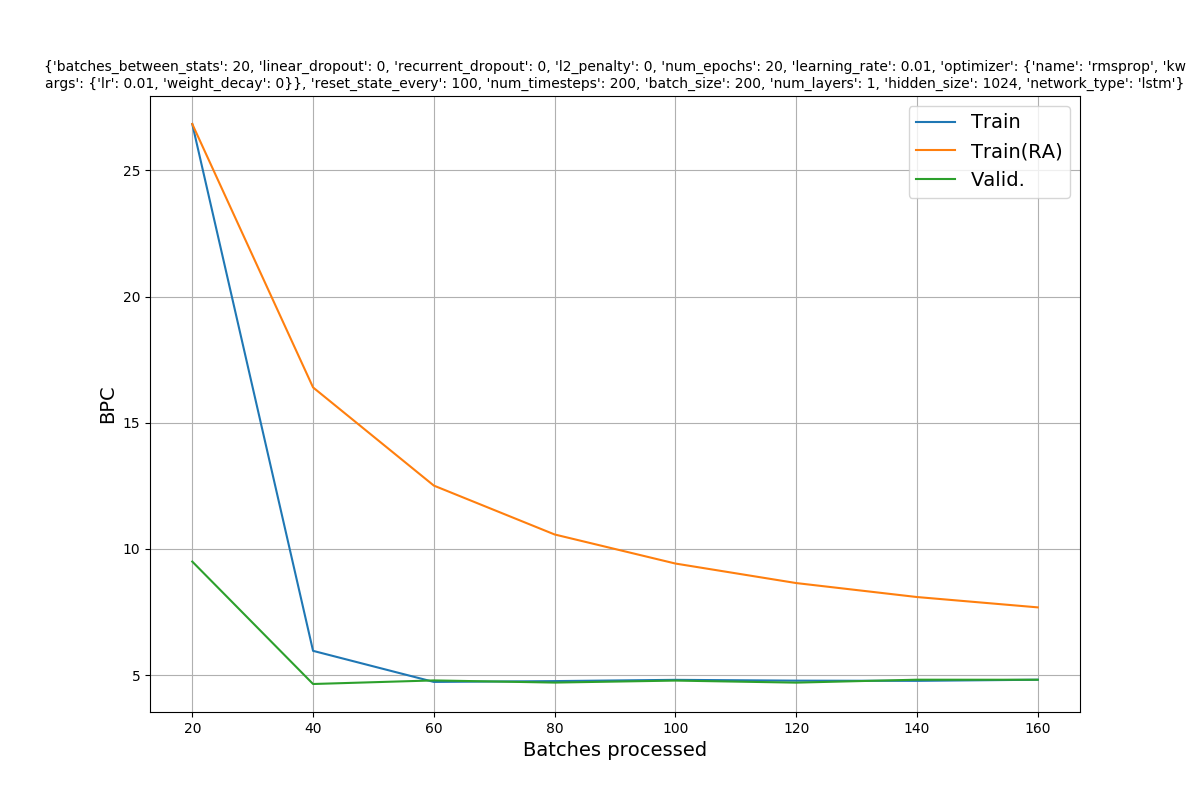 {'batches_between_stats': 20, 'linear_dropout': 0, 'recurrent_dropout': 0, 'l2_penalty': 0, 'num_epochs': 20, 'learning_rate': 0.01, 'optimizer': {'name': 'rmsprop', 'kw
args': {'lr': 0.01, 'weight_decay': 0}}, 'reset_state_every': 100, 'num_timesteps': 200, 'batch_size': 200, 'num_layers': 1, 'hidden_size': 1024, 'network_type': 'lstm'}
Train
Train(RA)
Valid.
25
20
15
10
5
BPC
20 40 60 80 100 120 140 160
Batches processed